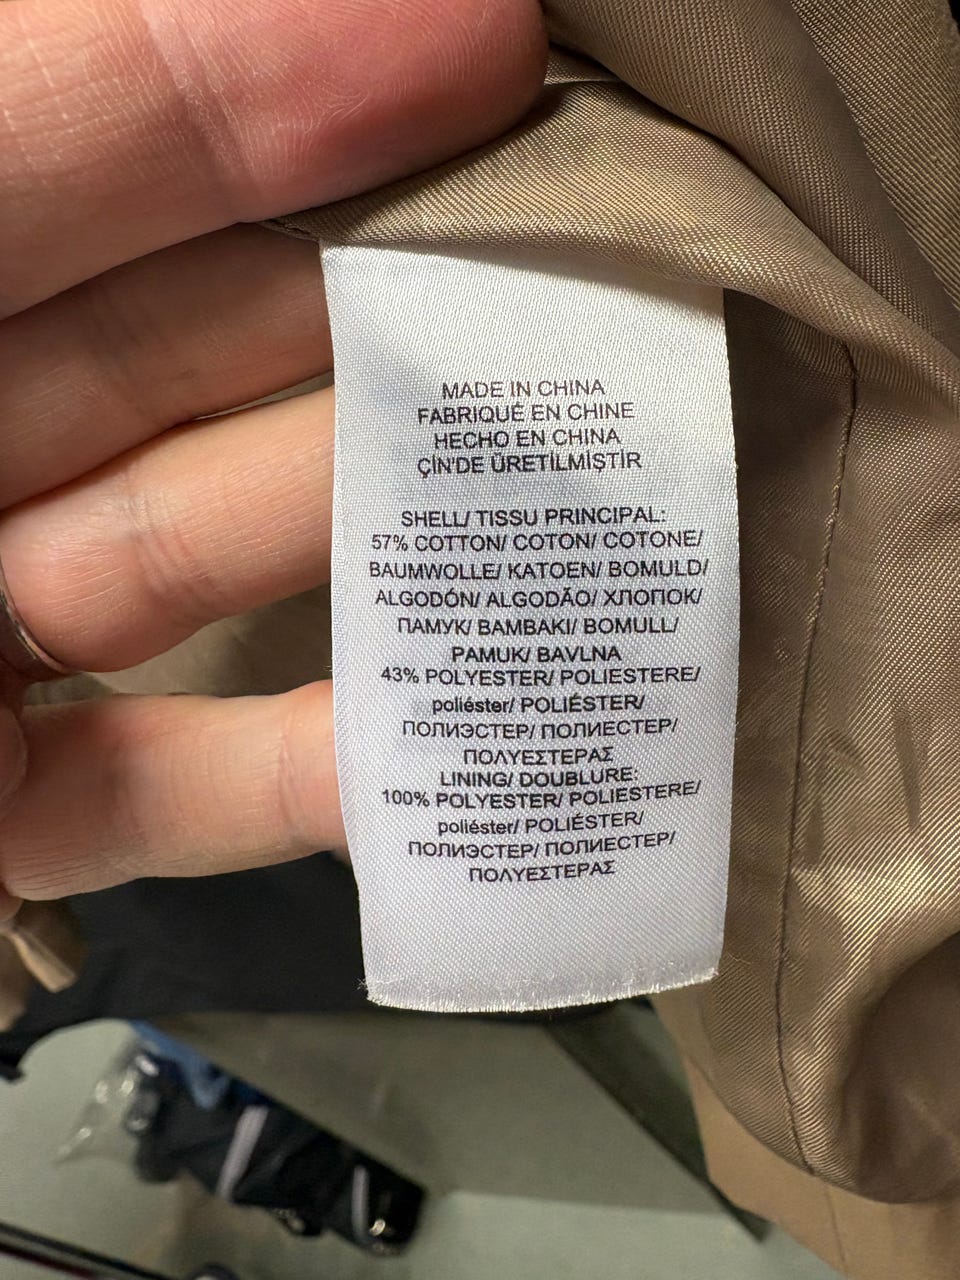 MADE IN CHINA
FABRIQUÉ EN CHINE
HECHO EN CHINA
ÇİN'DE ÜRETİLMİŞTİR
SHELL/ TISSU PRINCIPAL:
57% COTTON/ COTON/ COTONE/
BAUMWOLLE/ KATOEN/ BOMULD/
ALGODÓN/ ALGODÃO/ ХЛОПОК/
ПАМУК/ ΒΑΜΒΑΚΙ/ BOMULL/
PAMUK/ BAVLNA
43% POLYESTER/ POLIESTERE/
poliéster/ POLIÉSTER/
ПОЛИЭСТЕР/ ПОЛИЕСТЕР/
ΠΟΛΥΕΣΤΕΡΑΣ
LINING/ DOUBLURE:
100% POLYESTER/ POLIESTERE/
poliéster/ POLIÉSTER/
ПОЛИЭСТЕР/ ПОЛИЕСТЕР/
ΠΟΛΥΕΣΤΕΡΑΣ